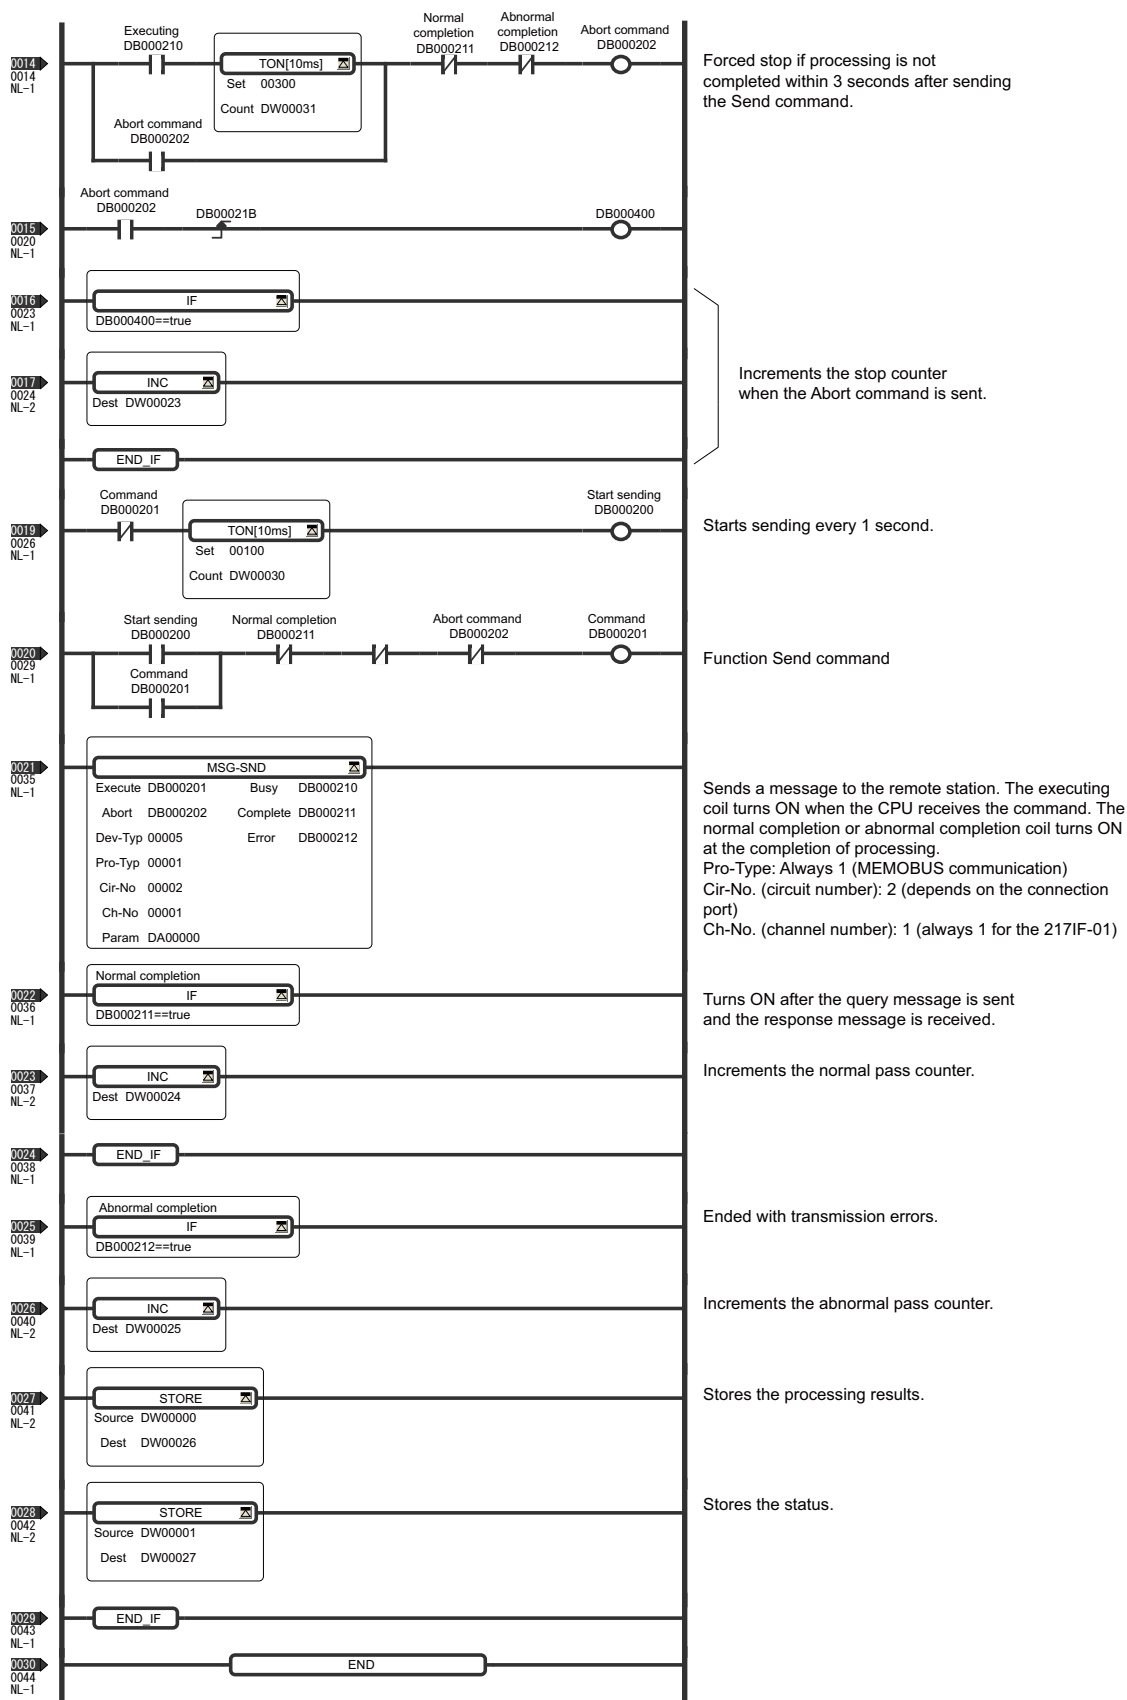 Executing
DB000210
Normal
completion
DB000211
Abnormal
completion
DB000212
Abort command
DB000202
0014
0014
NL-1
TON[10ms]
Set 00300
Count DW00031
Abort command
DB000202
Forced stop if processing is not
completed within 3 seconds after sending
the Send command.
Abort command
DB000202
DB00021B
DB000400
0015
0020
NL-1
0016
0023
NL-1
IF
DB000400==true
0017
0024
NL-2
INC
Dest DW00023
Increments the stop counter
when the Abort command is sent.
END_IF
Command
DB000201
Start sending
DB000200
0019
0026
NL-1
TON[10ms]
Set 00100
Count DW00030
Starts sending every 1 second.
Start sending
DB000200
Normal completion
DB000211
Abort command
DB000202
Command
DB000201
0020
0029
NL-1
Command
DB000201
Function Send command
0021
0035
NL-1
MSG-SND
Execute DB000201 Busy DB000210
Abort DB000202 Complete DB000211
Dev-Typ 00005 Error DB000212
Pro-Typ 00001
Cir-No 00002
Ch-No 00001
Param DA00000
Sends a message to the remote station. The executing
coil turns ON when the CPU receives the command. The
normal completion or abnormal completion coil turns ON
at the completion of processing.
Pro-Type: Always 1 (MEMOBUS communication)
Cir-No. (circuit number): 2 (depends on the connection
port)
Ch-No. (channel number): 1 (always 1 for the 217IF-01)
Normal completion
0022
0036
NL-1
IF
DB000211==true
Turns ON after the query message is sent
and the response message is received.
0023
0037
NL-2
INC
Dest DW00024
Increments the normal pass counter.
0024
0038
NL-1
END_IF
Abnormal completion
0025
0039
NL-1
IF
DB000212==true
Ended with transmission errors.
0026
0040
NL-2
INC
Dest DW00025
Increments the abnormal pass counter.
0027
0041
NL-2
STORE
Source DW00000
Dest DW00026
Stores the processing results.
0028
0042
NL-2
STORE
Source DW00001
Dest DW00027
Stores the status.
0029
0043
NL-1
END_IF
0030
0044
NL-1
END